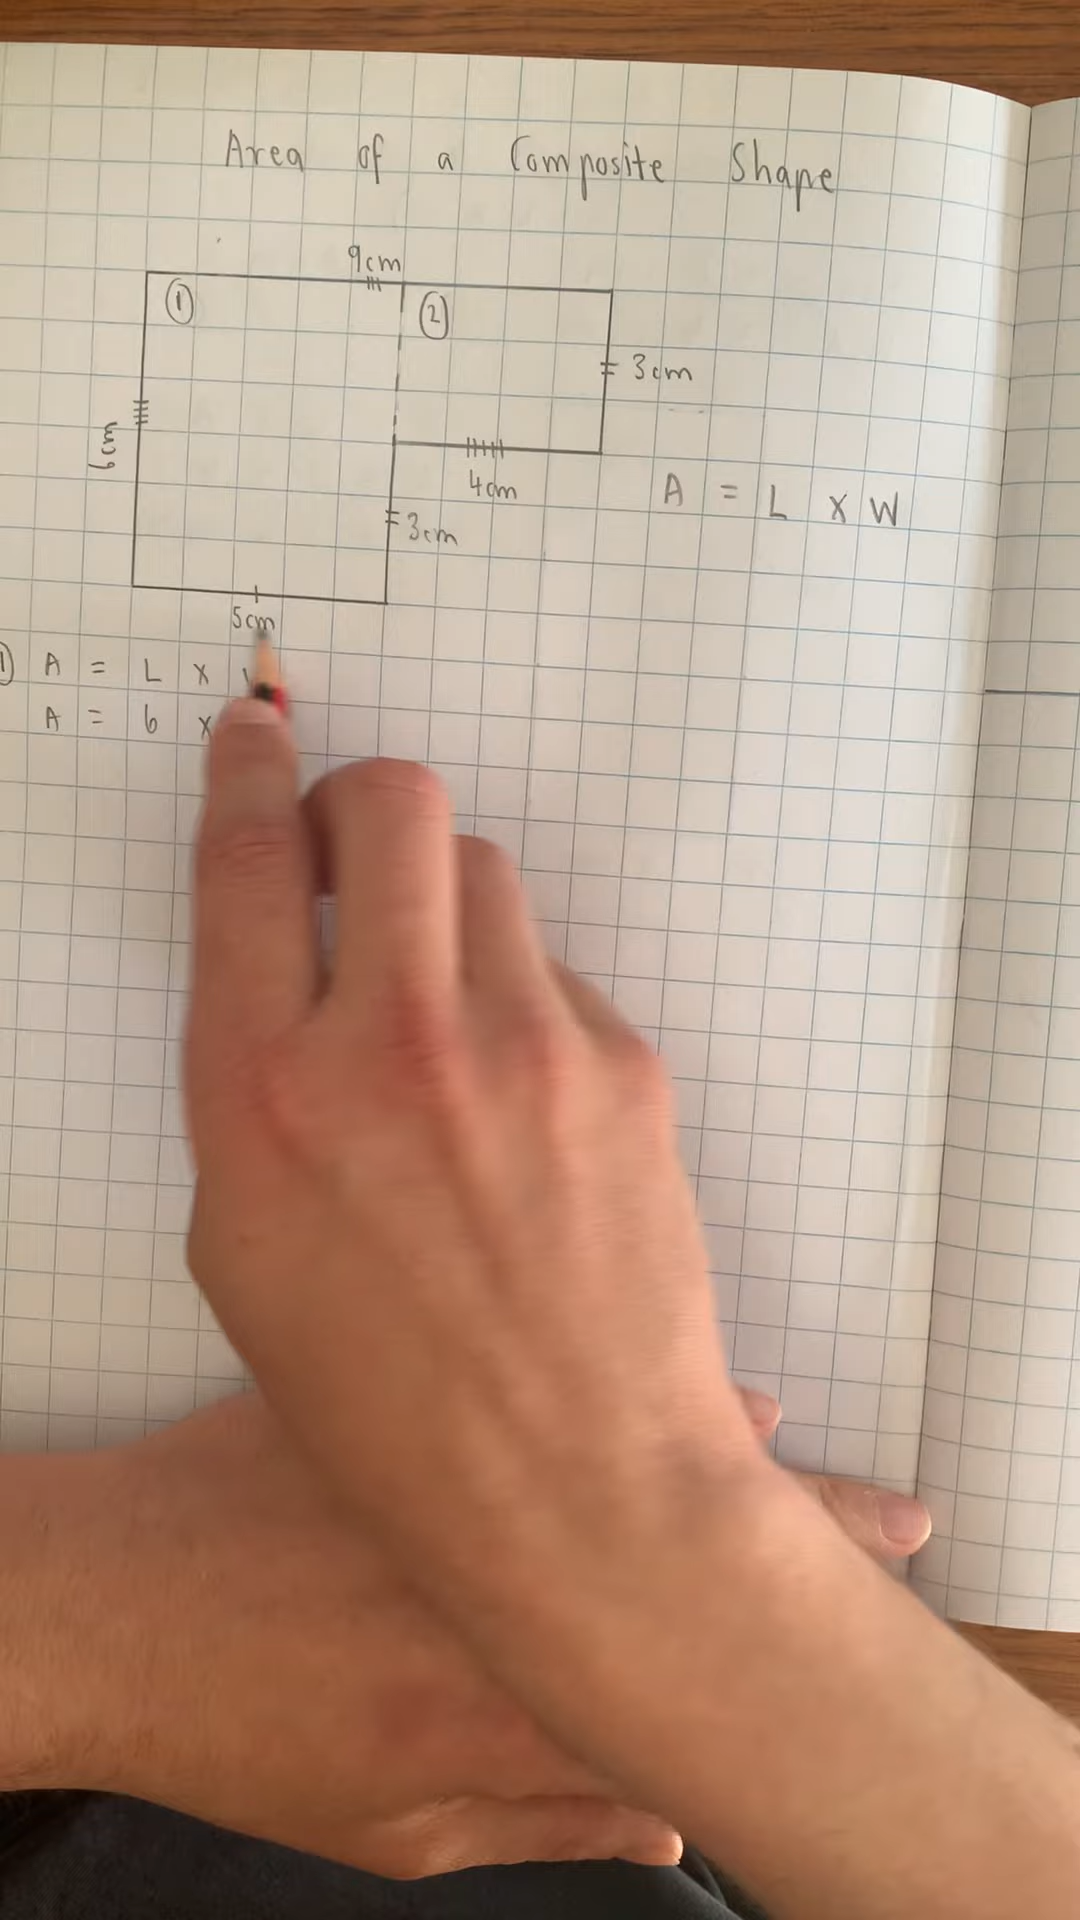 Area of a Composite Shape
9cm
① ②
3cm
6cm
4cm
A = L x W
3cm
5cm
① A = L x
A = 6 x